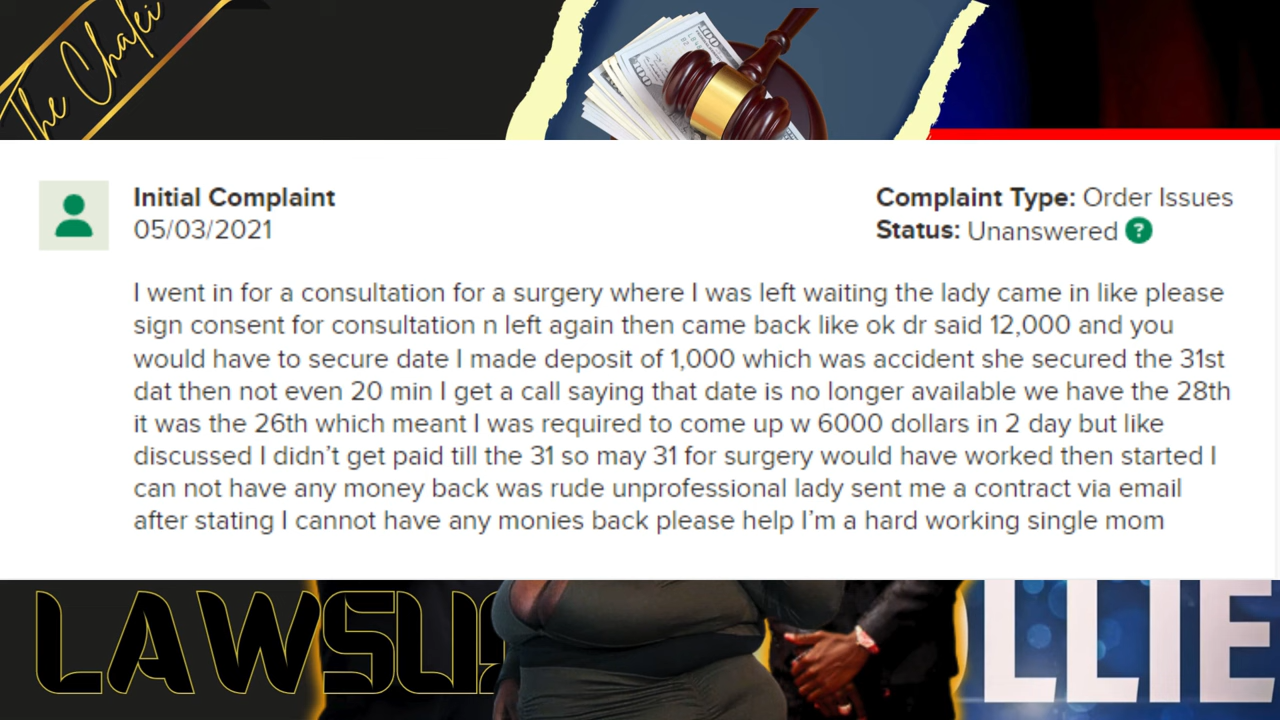 The Chalei
Initial Complaint
Complaint Type: Order Issues
05/03/2021
Status: Unanswered ?
I went in for a consultation for a surgery where I was left waiting the lady came in like please
sign consent for consultation n left again then came back like ok dr said 12,000 and you
would have to secure date I made deposit of 1,000 which was accident she secured the 31st
dat then not even 20 min I get a call saying that date is no longer available we have the 28th
it was the 26th which meant I was required to come up w 6000 dollars in 2 day but like
discussed I didn’t get paid till the 31 so may 31 for surgery would have worked then started I
can not have any money back was rude unprofessional lady sent me a contract via email
after stating I cannot have any monies back please help I’m a hard working single mom
LAWSUI
LLIE